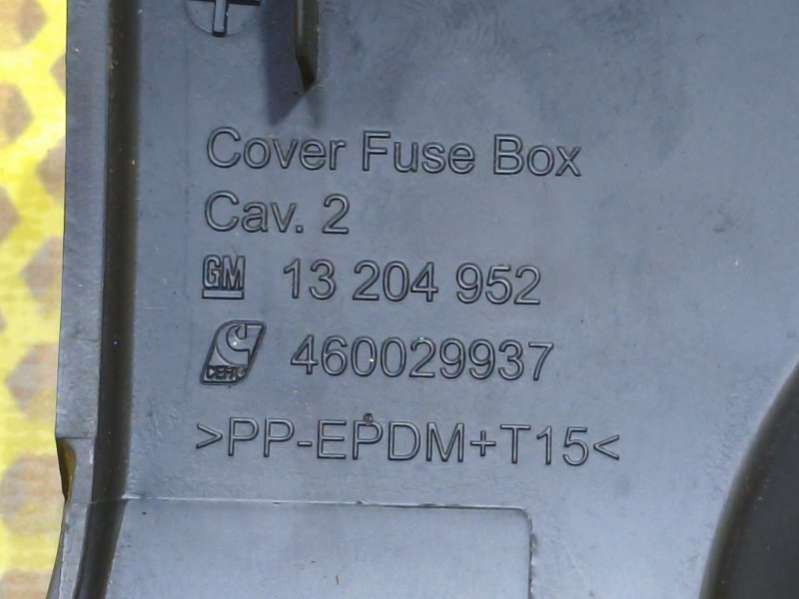 Cover Fuse Box
Cav. 2
GM 13 204 952
460029937
>PP-EPDM+T15<